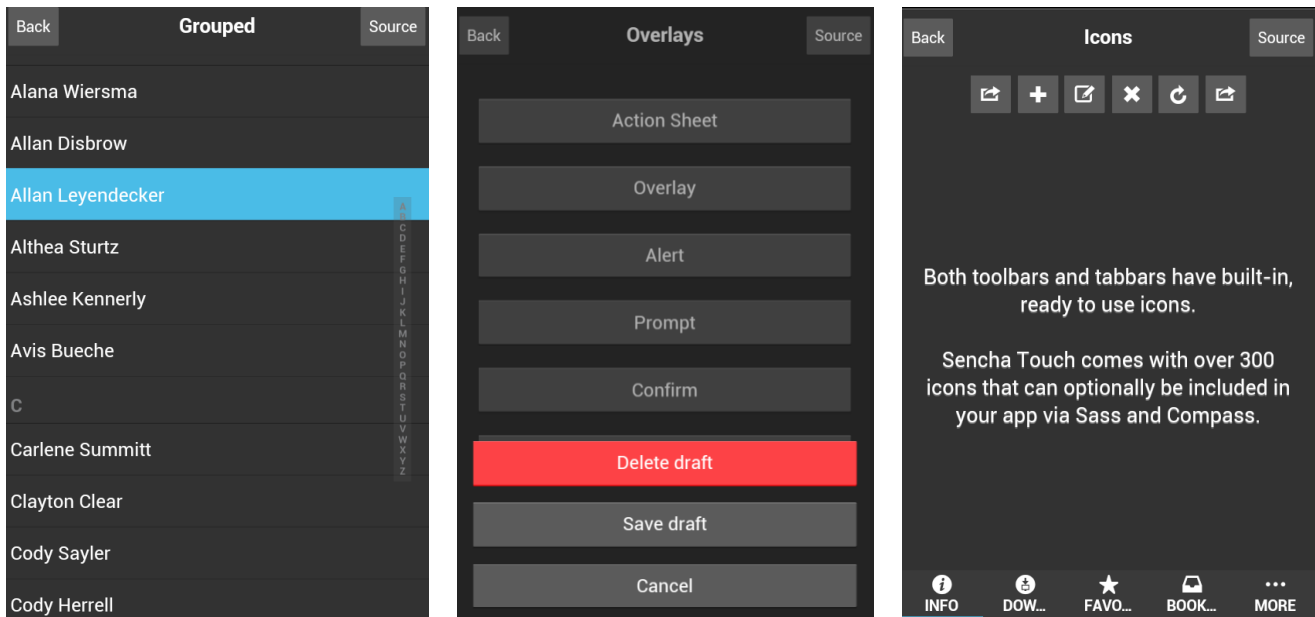 Back Grouped Source
Alana Wiersma
Allan Disbrow
Allan Leyendecker
Althea Sturtz
Ashlee Kennerly
Avis Bueche
C
Carlene Summitt
Clayton Clear
Cody Sayler
Cody Herrell
A
B
C
D
E
F
G
H
I
J
K
L
M
N
O
P
Q
R
S
T
U
V
W
X
Y
Z
Back Overlays Source
Action Sheet
Overlay
Alert
Prompt
Confirm
Delete draft
Save draft
Cancel
Back Icons Source
Both toolbars and tabbars have built-in,
ready to use icons.
Sencha Touch comes with over 300
icons that can optionally be included in
your app via Sass and Compass.
INFO DOW... FAVO... BOOK... MORE